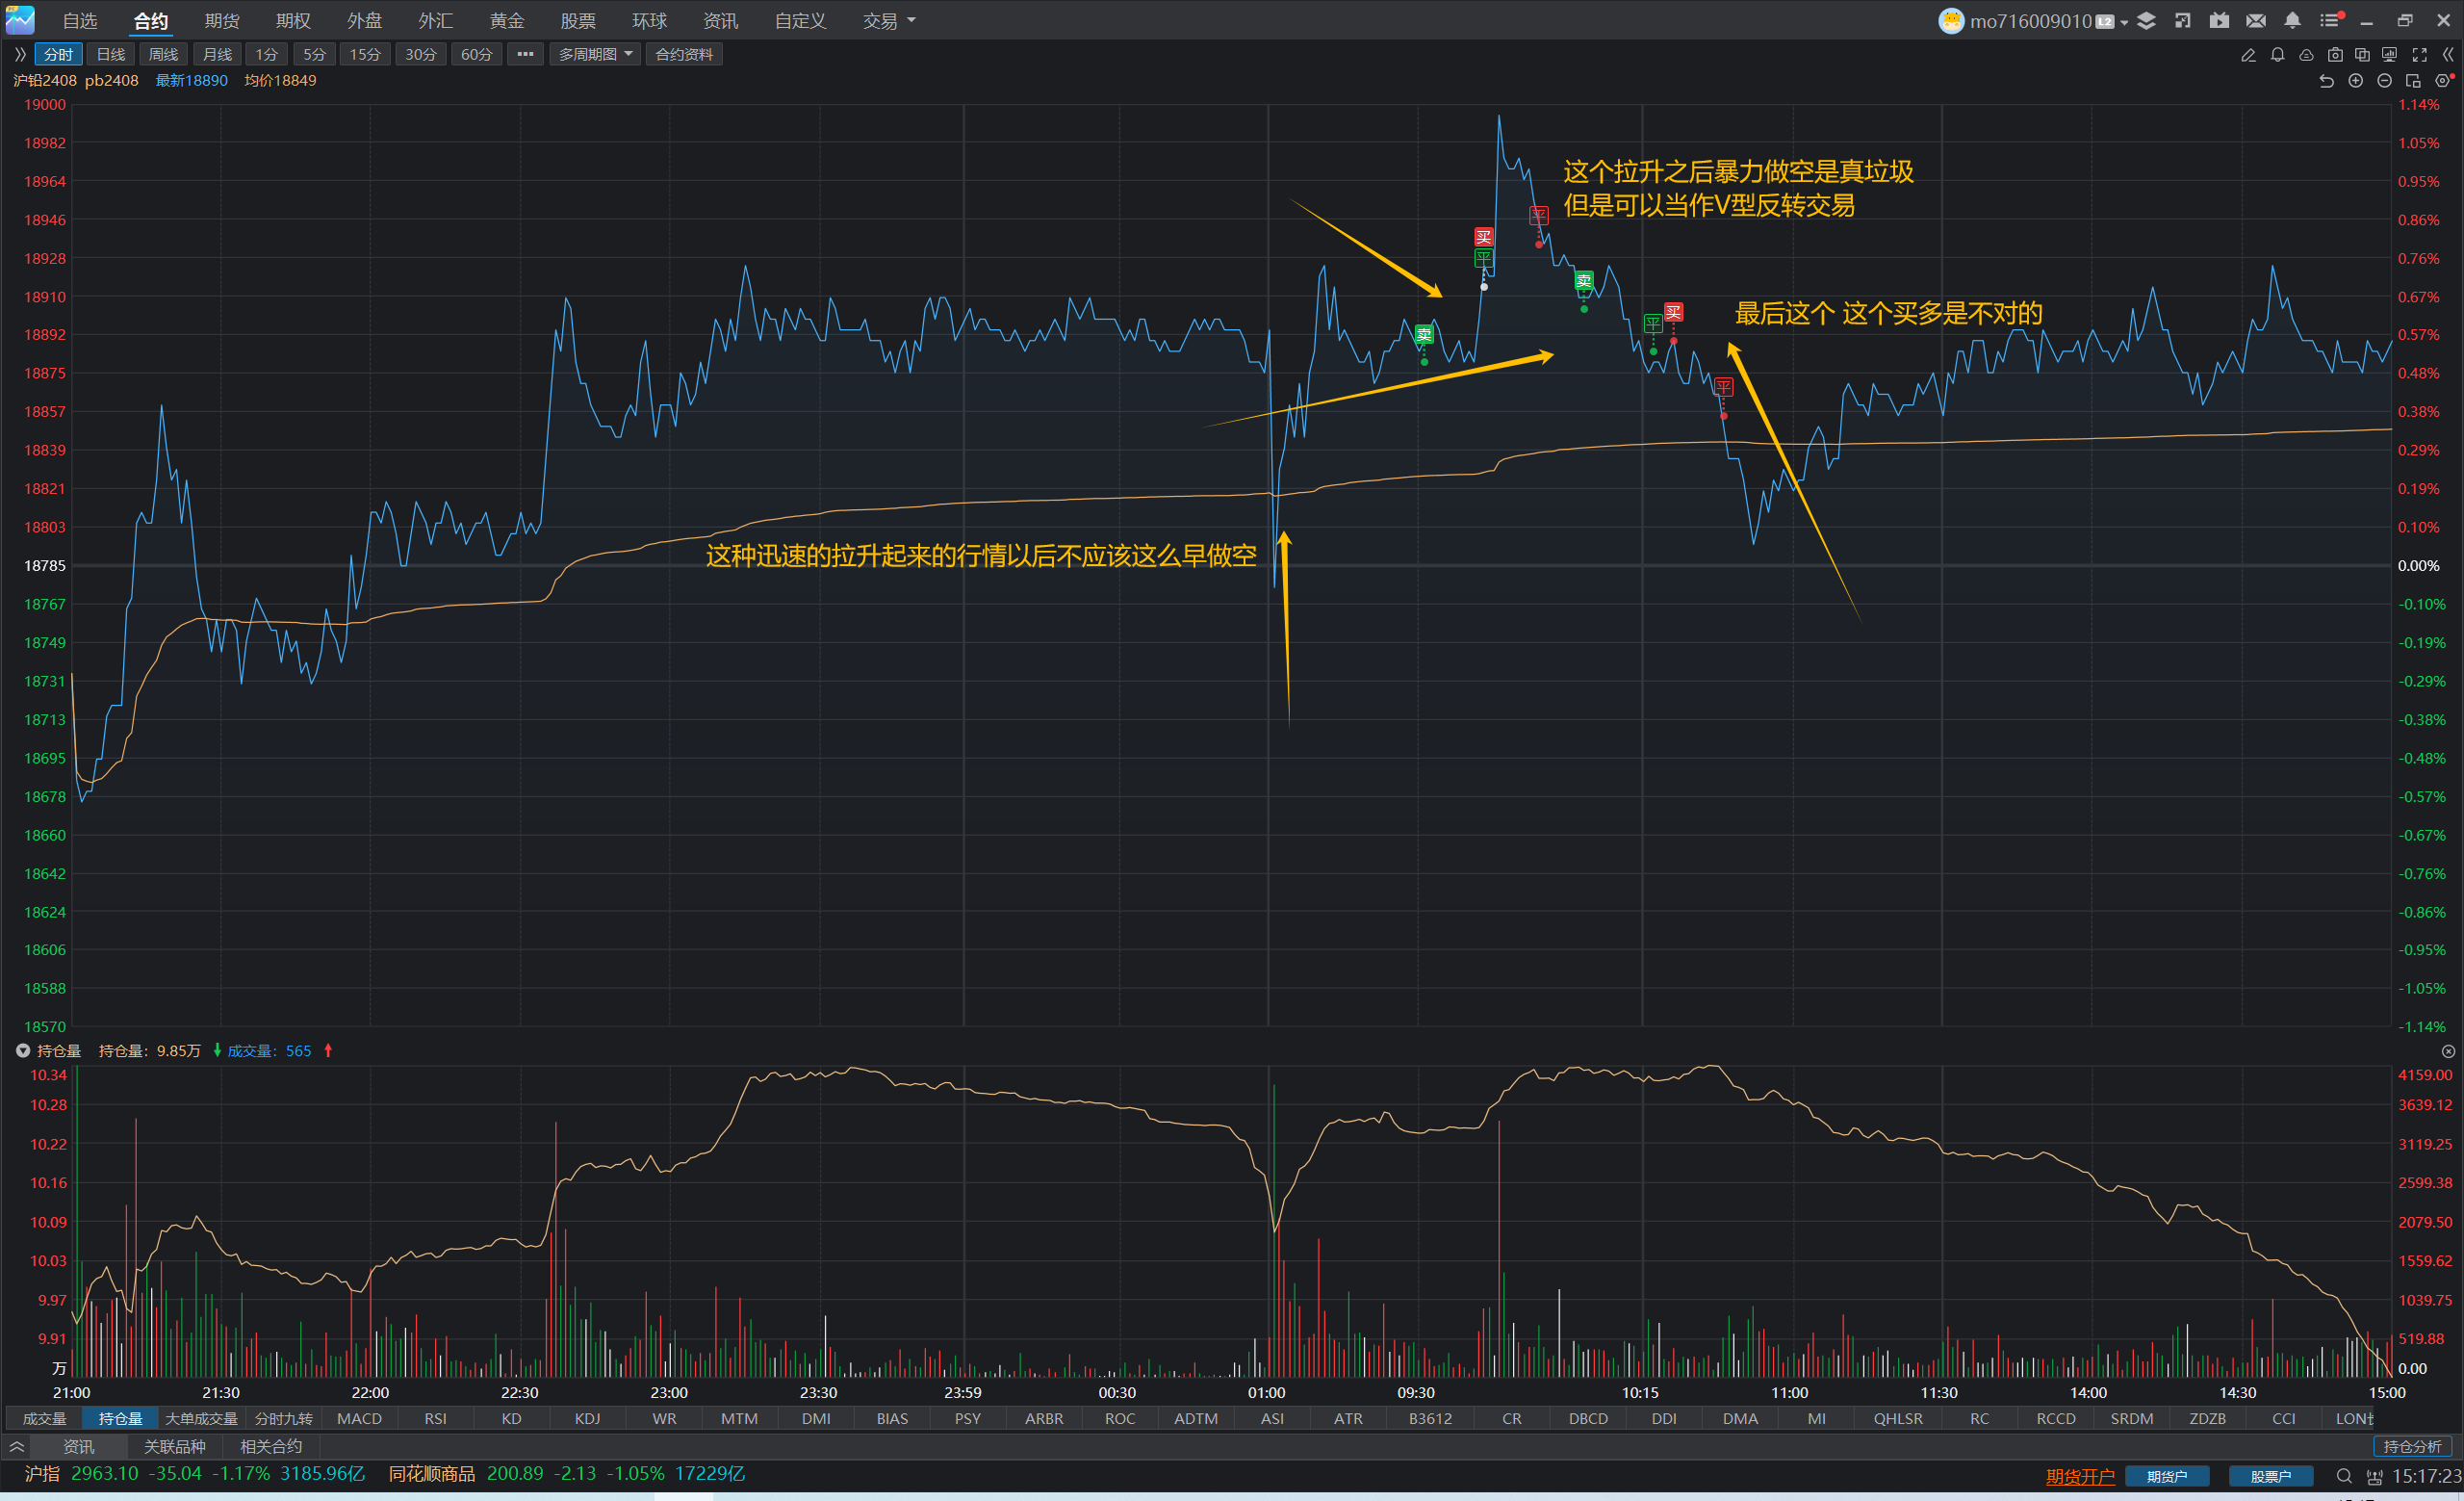 自选 合约 期货 期权 外盘 外汇 黄金 股票 环球 资讯 自定义 交易 mo716009010 L2
分时 日线 周线 月线 1分 5分 15分 30分 60分 ••• 多周期图 合约资料
沪铅2408 pb2408 最新18890 均价18849
19000 1.14%
18982 1.05%
这个拉升之后暴力做空是真垃圾
18964 0.95%
但是可以当作V型反转交易
平
18946 0.86%
买
平
18928 0.76%
卖
18910 0.67%
买 最后这个 这个买多是不对的
平
卖
18892 0.57%
18875 0.48%
平
18857 0.38%
18839 0.29%
18821 0.19%
18803 0.10%
这种迅速的拉升起来的行情以后不应该这么早做空
18785 0.00%
18767 -0.10%
18749 -0.19%
18731 -0.29%
18713 -0.38%
18695 -0.48%
18678 -0.57%
18660 -0.67%
18642 -0.76%
18624 -0.86%
18606 -0.95%
18588 -1.05%
18570 -1.14%
持仓量 持仓量：9.85万 成交量：565
10.34 4159.00
10.28 3639.12
10.22 3119.25
10.16 2599.38
10.09 2079.50
10.03 1559.62
9.97 1039.75
9.91 519.88
万 0.00
21:00 21:30 22:00 22:30 23:00 23:30 23:59 00:30 01:00 09:30 10:15 11:00 11:30 14:00 14:30 15:00
成交量 持仓量 大单成交量 分时九转 MACD RSI KD KDJ WR MTM DMI BIAS PSY ARBR ROC ADTM ASI ATR B3612 CR DBCD DDI DMA MI QHLSR RC RCCD SRDM ZDZB CCI
资讯 关联品种 相关合约 持仓分析
沪指 2963.10 -35.04 -1.17% 3185.96亿 同花顺商品 200.89 -2.13 -1.05% 17229亿 期货开户 期货户 股票户 15:17:23